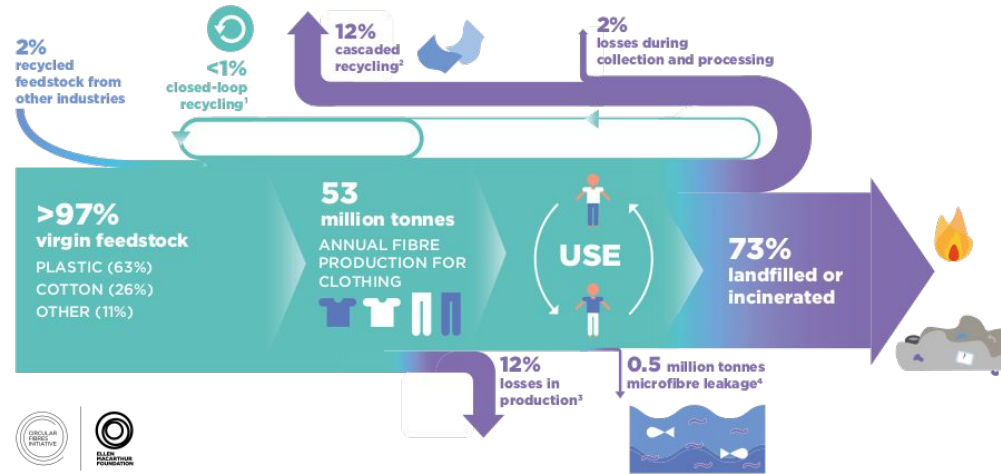 2%
recycled
feedstock from
other industries
<1%
closed-loop
recycling¹
12%
cascaded
recycling²
2%
losses during
collection and processing
>97%
virgin feedstock
PLASTIC (63%)
COTTON (26%)
OTHER (11%)
53
million tonnes
ANNUAL FIBRE
PRODUCTION FOR
CLOTHING
USE
73%
landfilled or
incinerated
12%
losses in
production³
0.5 million tonnes
microfibre leakage⁴
CIRCULAR
FIBRES
INITIATIVE
ELLEN
MACARTHUR
FOUNDATION